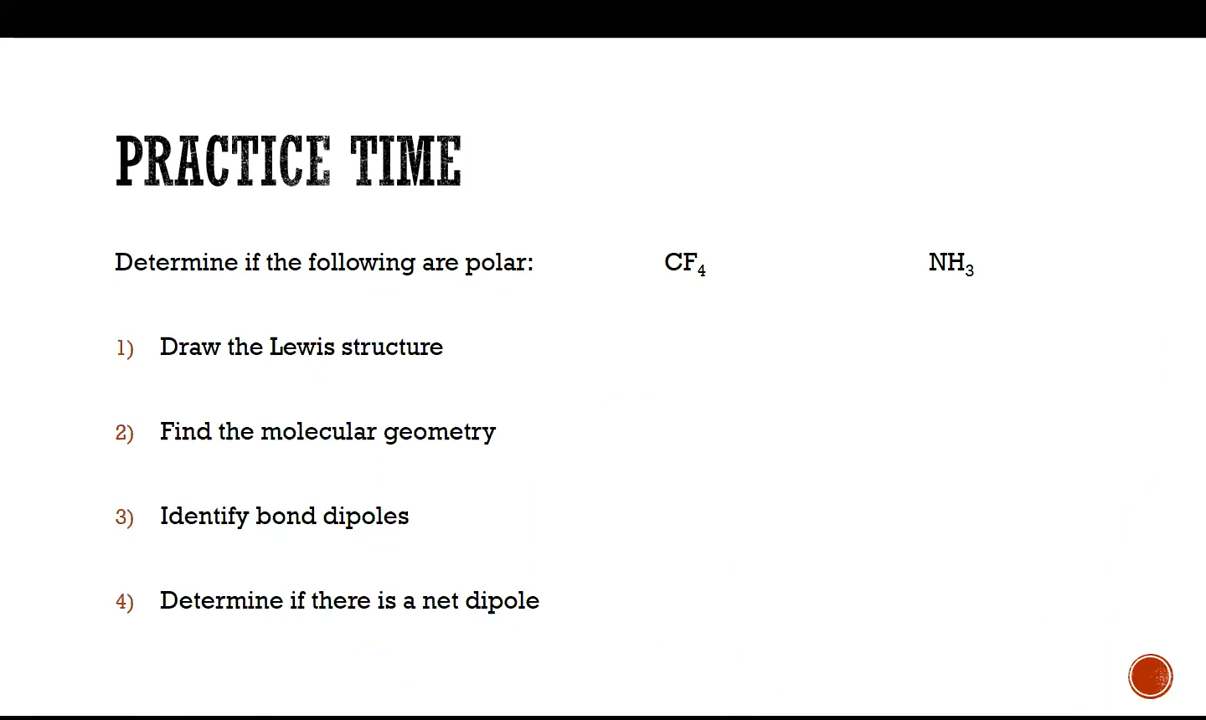 PRACTICE TIME
Determine if the following are polar: CF₄ NH₃
1) Draw the Lewis structure
2) Find the molecular geometry
3) Identify bond dipoles
4) Determine if there is a net dipole